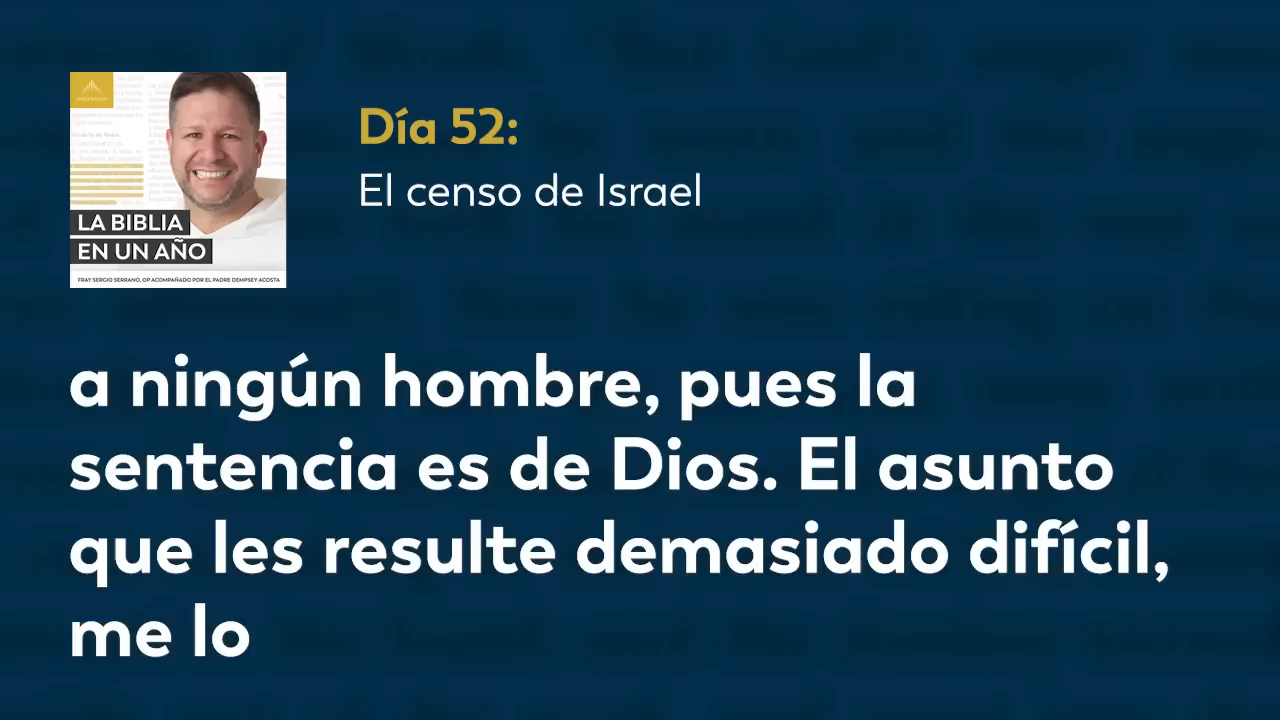 ASCENSION
LA BIBLIA
EN UN AÑO
FRAY SERGIO SERRANO, OP ACOMPAÑADO POR EL PADRE DEMPSEY ACOSTA
Día 52:
El censo de Israel
a ningún hombre, pues la
sentencia es de Dios. El asunto
que les resulte demasiado difícil,
me lo